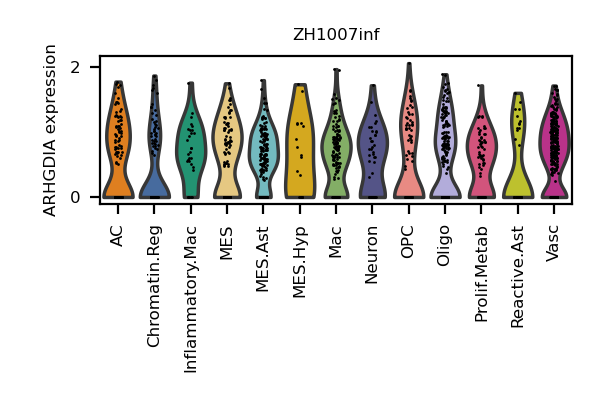 ZH1007inf
ARHGDIA expression
2
0
AC
Chromatin.Reg
Inflammatory.Mac
MES
MES.Ast
MES.Hyp
Mac
Neuron
OPC
Oligo
Prolif.Metab
Reactive.Ast
Vasc